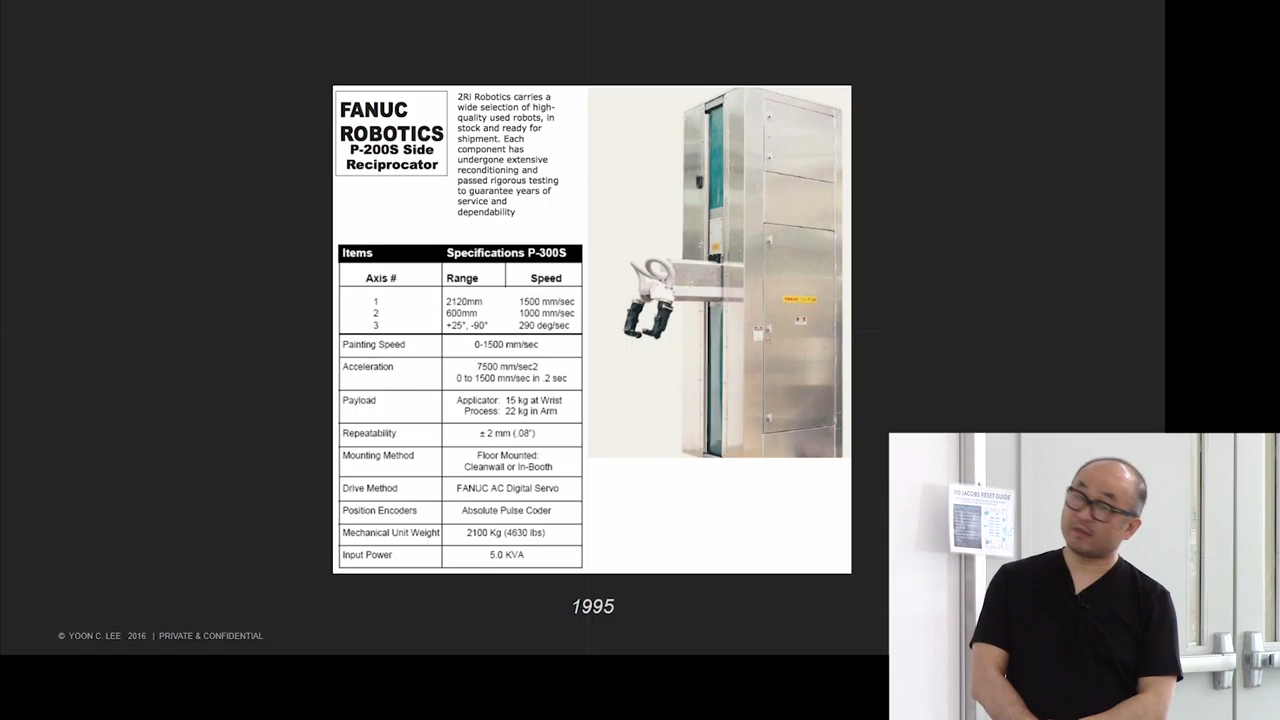 FANUC
ROBOTICS
P-200S Side
Reciprocator
2Ri Robotics carries a
wide selection of high-
quality used robots, in
stock and ready for
shipment. Each
component has
undergone extensive
reconditioning and
passed rigorous testing
to guarantee years of
service and
dependability
Items Specifications P-300S
Axis # Range Speed
1 2120mm 1500 mm/sec
2 600mm 1000 mm/sec
3 +25°, -90° 290 deg/sec
Painting Speed 0-1500 mm/sec
Acceleration 7500 mm/sec2
0 to 1500 mm/sec in .2 sec
Payload Applicator: 15 kg at Wrist
Process: 22 kg in Arm
Repeatability ± 2 mm (.08")
Mounting Method Floor Mounted:
Cleanwall or In-Booth
Drive Method FANUC AC Digital Servo
Position Encoders Absolute Pulse Coder
Mechanical Unit Weight 2100 Kg (4630 lbs)
Input Power 5.0 KVA
1995
© YOON C. LEE 2016 | PRIVATE & CONFIDENTIAL
JACOBS RESET GUIDE